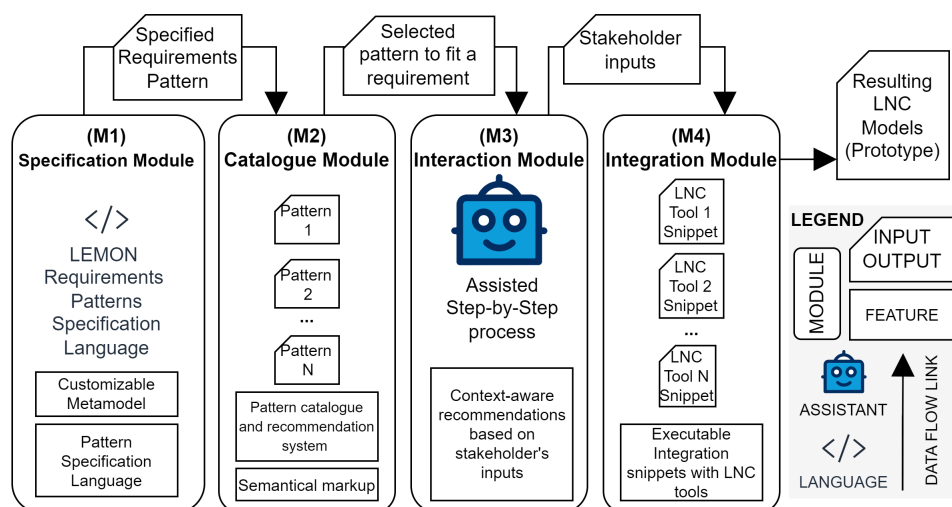 Specified
Requirements
Pattern
Selected
pattern to fit a
requirement
Stakeholder
inputs
Resulting
LNC
Models
(Prototype)
(M1)
Specification Module
</>
LEMON
Requirements
Patterns
Specification
Language
Customizable
Metamodel
Pattern
Specification
Language
(M2)
Catalogue Module
Pattern
1
Pattern
2
...
Pattern
N
Pattern catalogue
and recommendation
system
Semantical markup
(M3)
Interaction Module
Assisted
Step-by-Step
process
Context-aware
recommendations
based on
stakeholder's
inputs
(M4)
Integration Module
LNC
Tool 1
Snippet
LNC
Tool 2
Snippet
...
LNC
Tool N
Snippet
Executable
Integration
snippets with LNC
tools
LEGEND
INPUT
OUTPUT
MODULE
FEATURE
ASSISTANT
</>
LANGUAGE
DATA FLOW LINK